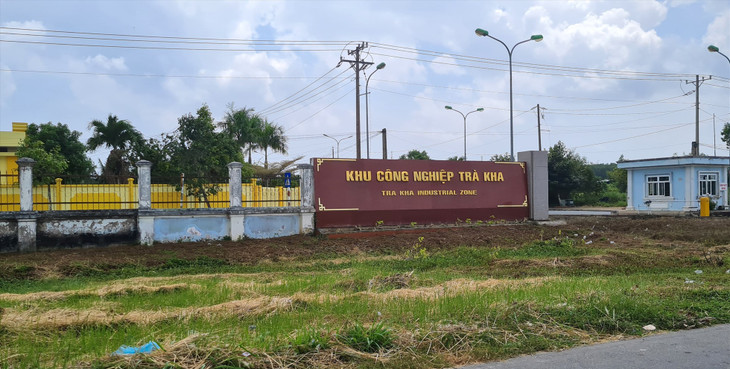 KHU CÔNG NGHIỆP TRÀ KHA
TRA KHA INDUSTRIAL ZONE